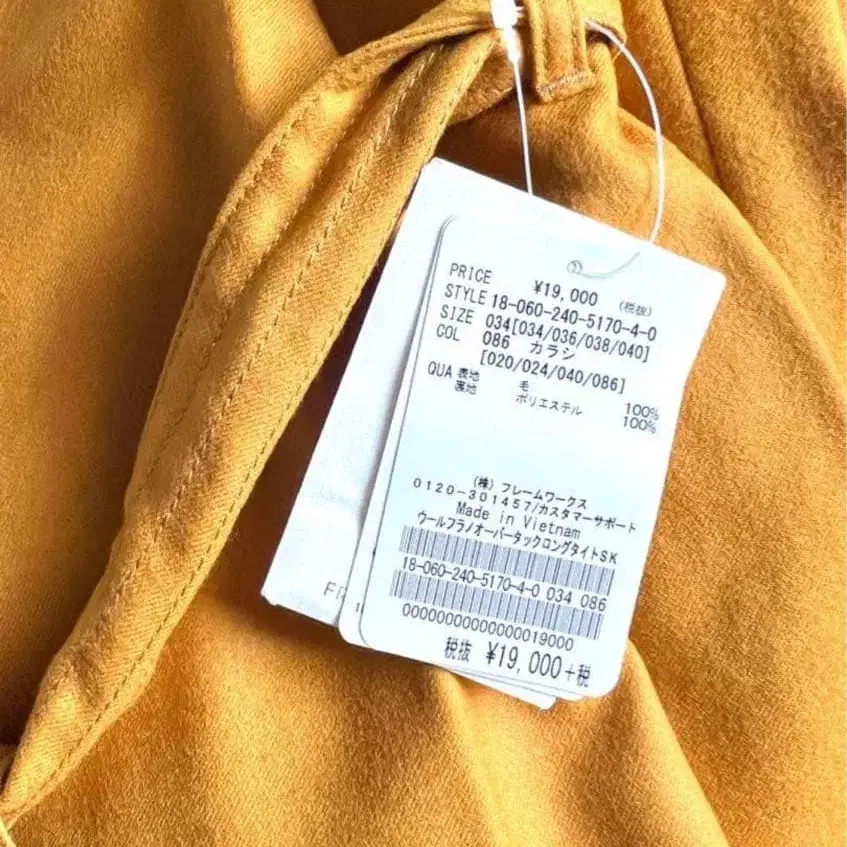 PRICE ¥19,000 (税抜)
STYLE 18-060-240-5170-4-0
SIZE 034[034/036/038/040]
COL 086 カラシ
[020/024/040/086]
QUA 表地 毛 100%
裏地 ポリエステル 100%
(株) フレームワークス
0120-301457/カスタマーサポート
Made in Vietnam
ウールフラノオーバータックロングタイトSK
18-060-240-5170-4-0 034 086
00000000000000019000
税抜 ¥19,000+税